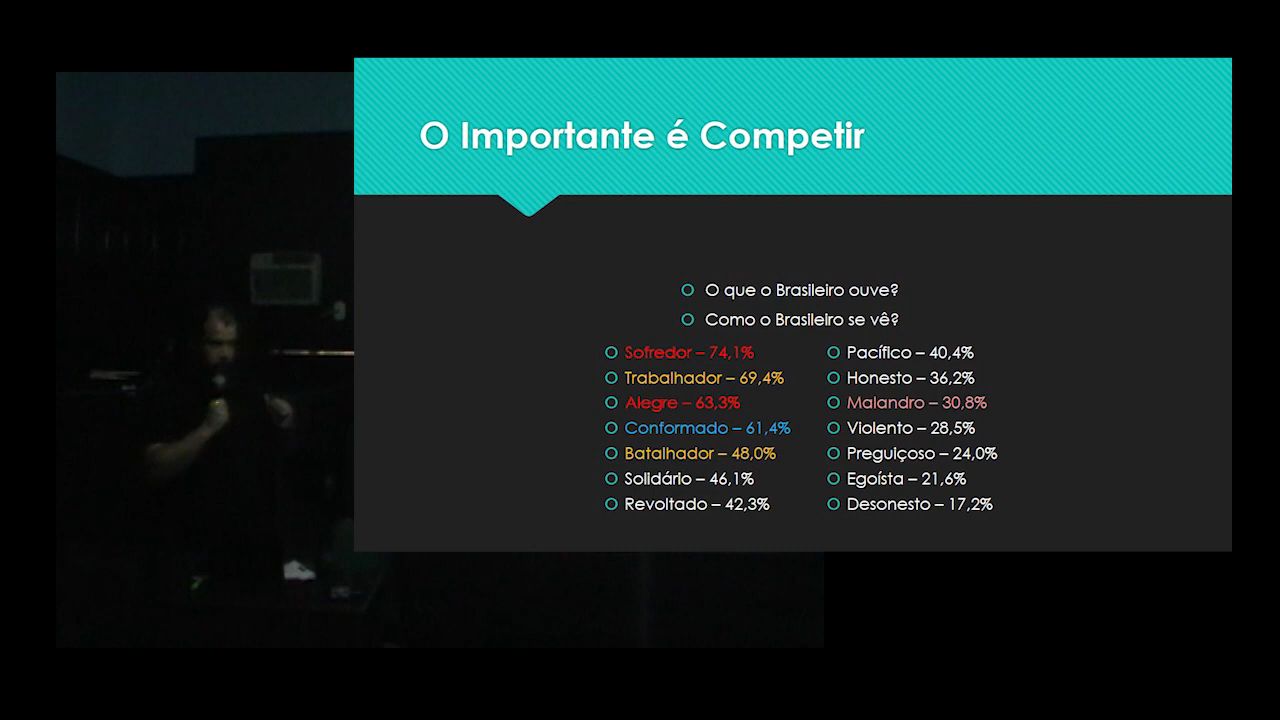 O Importante é Competir
O que o Brasileiro ouve?
Como o Brasileiro se vê?
Sofredor – 74,1%
Trabalhador – 69,4%
Alegre – 63,3%
Conformado – 61,4%
Batalhador – 48,0%
Solidário – 46,1%
Revoltado – 42,3%
Pacífico – 40,4%
Honesto – 36,2%
Malandro – 30,8%
Violento – 28,5%
Preguiçoso – 24,0%
Egoísta – 21,6%
Desonesto – 17,2%